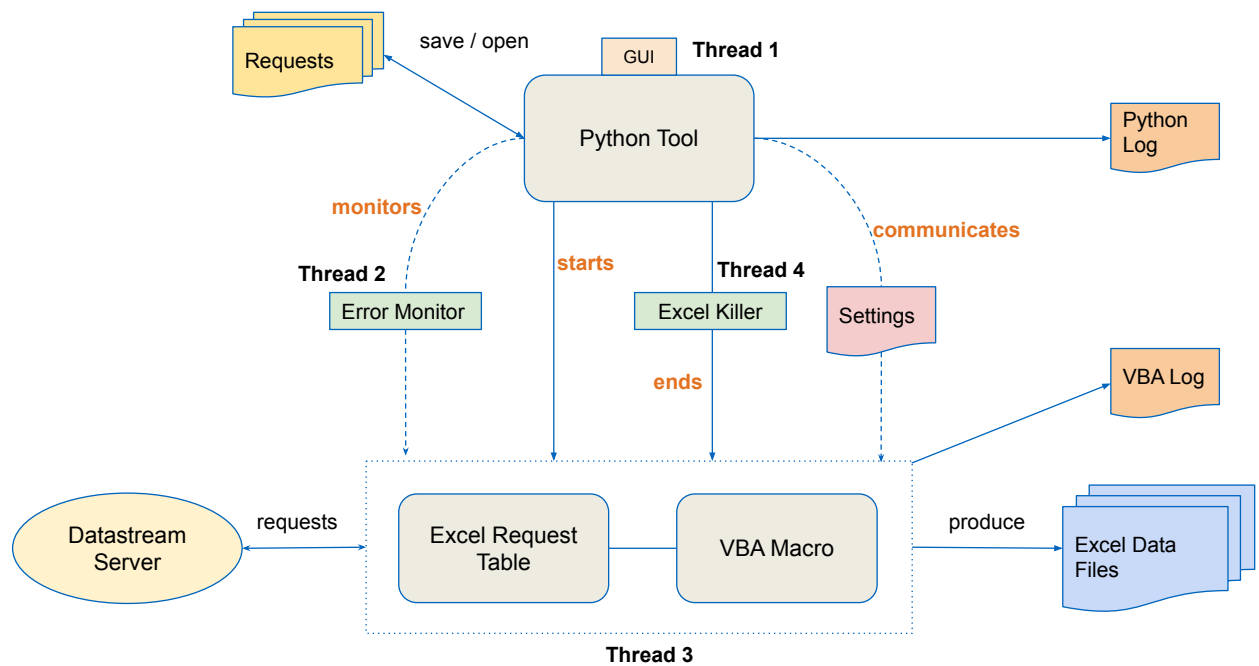 save / open
Thread 1
GUI
Requests
Python Tool
Python
Log
monitors
communicates
starts
Thread 2
Thread 4
Error Monitor
Excel Killer
Settings
ends
VBA Log
Datastream
Server
requests
Excel Request
Table
VBA Macro
produce
Excel Data
Files
Thread 3